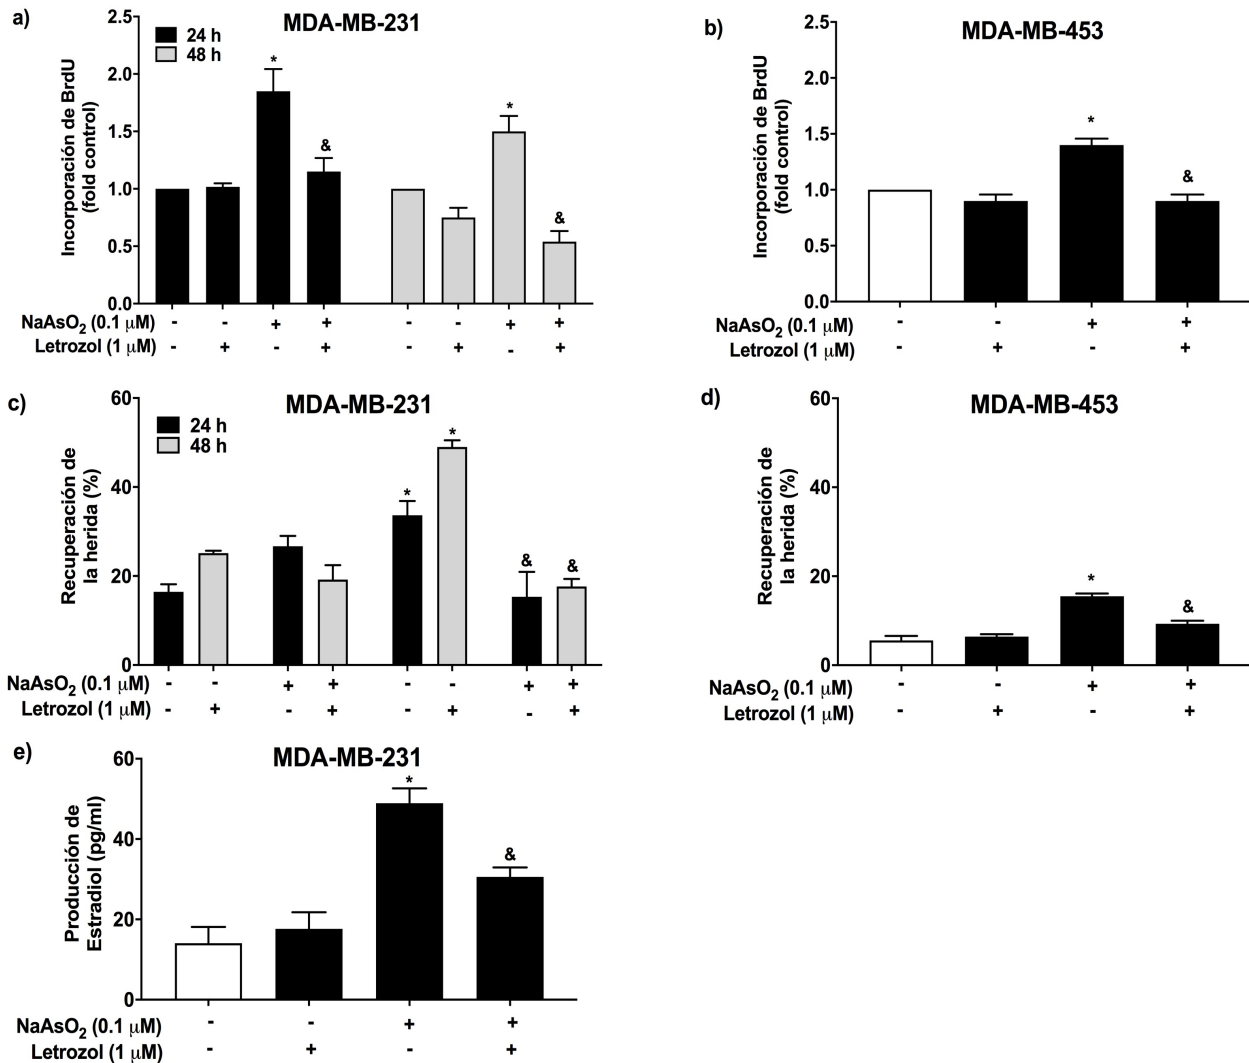 a)
MDA-MB-231
24 h
48 h
Incorporación de BrdU
(fold control)
2.5
2.0
1.5
1.0
0.5
0.0
*
&
*
&
NaAsO2 (0.1 µM) - - + + - - + +
Letrozol (1 µM) - + - + - + - +
b)
MDA-MB-453
Incorporación de BrdU
(fold control)
2.5
2.0
1.5
1.0
0.5
0.0
*
&
NaAsO2 (0.1 µM) - - + +
Letrozol (1 µM) - + - +
c)
MDA-MB-231
24 h
48 h
Recuperación de
la herida (%)
60
40
20
0
*
*
&
&
NaAsO2 (0.1 µM) - - + + - - + +
Letrozol (1 µM) - + - + - + - +
d)
MDA-MB-453
Recuperación de
la herida (%)
60
40
20
0
*
&
NaAsO2 (0.1 µM) - - + +
Letrozol (1 µM) - + - +
e)
MDA-MB-231
Producción de
Estradiol (pg/ml)
60
40
20
0
*
&
NaAsO2 (0.1 µM) - - + +
Letrozol (1 µM) - + - +